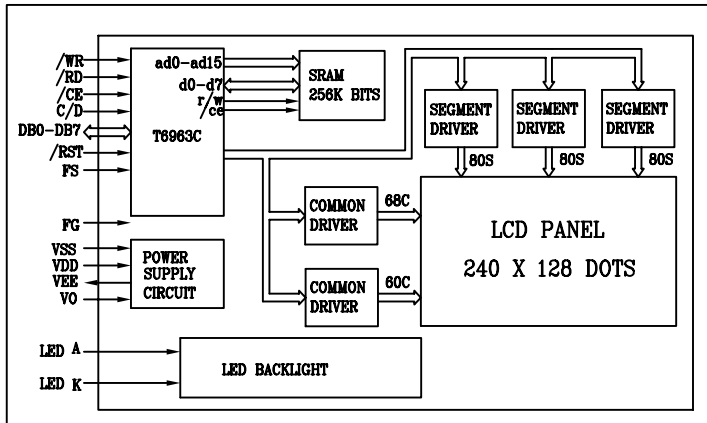 /WR
/RD
/CE
C/D
DB0-DB7
/RST
FS
FG
VSS
VDD
VEE
VO
LED A
LED K
ad0-ad15
d0-d7
r/w
/ce
T6963C
SRAM
256K BITS
POWER
SUPPLY
CIRCUIT
SEGMENT
DRIVER
SEGMENT
DRIVER
SEGMENT
DRIVER
80S
80S
80S
COMMON
DRIVER
68C
COMMON
DRIVER
60C
LCD PANEL
240 X 128 DOTS
LED BACKLIGHT